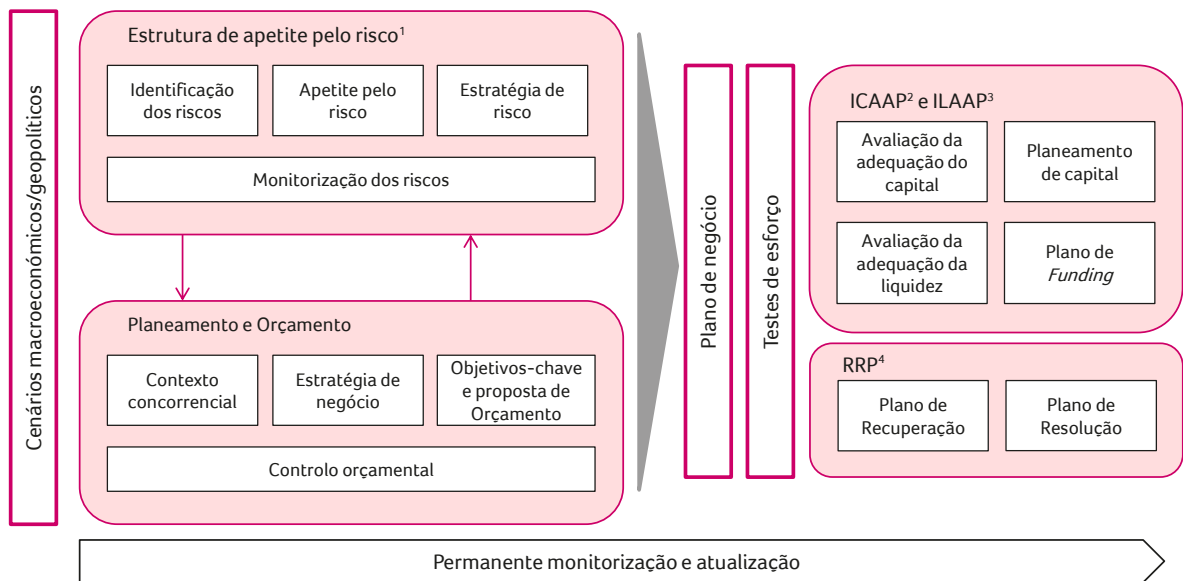 Cenários macroeconómicos/geopolíticos
Estrutura de apetite pelo risco¹
Identificação
dos riscos
Apetite pelo
risco
Estratégia de
risco
Monitorização dos riscos
Planeamento e Orçamento
Contexto
concorrencial
Estratégia de
negócio
Objetivos-chave
e proposta de
Orçamento
Controlo orçamental
Plano de negócio
Testes de esforço
ICAAP² e ILAAP³
Avaliação da
adequação do
capital
Planeamento
de capital
Avaliação da
adequação da
liquidez
Plano de
Funding
RRP⁴
Plano de
Recuperação
Plano de
Resolução
Permanente monitorização e atualização